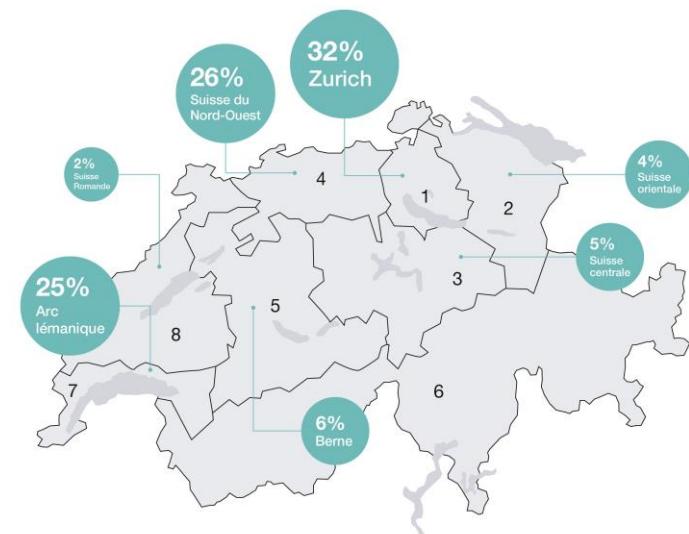 32%
Zurich
26%
Suisse du
Nord-Ouest
2%
Suisse
Romande
4%
Suisse
orientale
5%
Suisse
centrale
25%
Arc
lémanique
6%
Berne
4
1
2
3
5
8
7
6